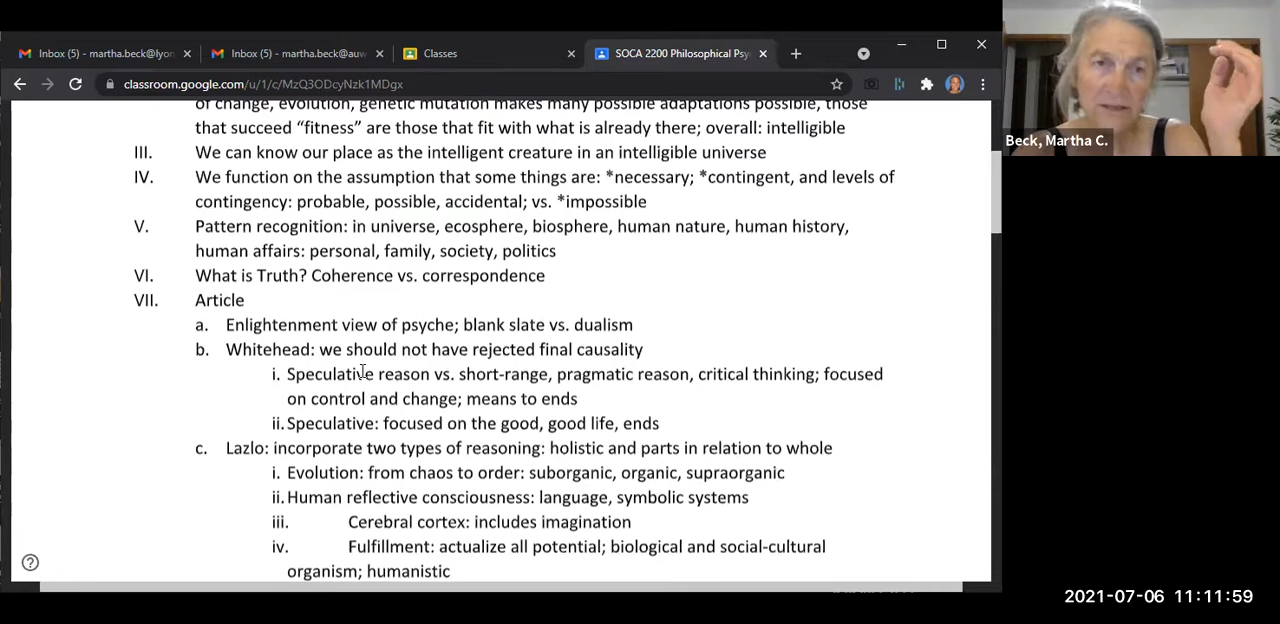 Inbox (5) - martha.beck@lyon
Inbox (5) - martha.beck@auw
Classes
SOCA 2200 Philosophical Psy
classroom.google.com/u/1/c/MzQ3ODcyNzk1MDgx
Beck, Martha C.
of change, evolution, genetic mutation makes many possible adaptations possible, those
that succeed “fitness” are those that fit with what is already there; overall: intelligible
III. We can know our place as the intelligent creature in an intelligible universe
IV. We function on the assumption that some things are: *necessary; *contingent, and levels of
contingency: probable, possible, accidental; vs. *impossible
V. Pattern recognition: in universe, ecosphere, biosphere, human nature, human history,
human affairs: personal, family, society, politics
VI. What is Truth? Coherence vs. correspondence
VII. Article
a. Enlightenment view of psyche; blank slate vs. dualism
b. Whitehead: we should not have rejected final causality
i. Speculative reason vs. short-range, pragmatic reason, critical thinking; focused
on control and change; means to ends
ii. Speculative: focused on the good, good life, ends
c. Lazlo: incorporate two types of reasoning: holistic and parts in relation to whole
i. Evolution: from chaos to order: suborganic, organic, supraorganic
ii. Human reflective consciousness: language, symbolic systems
iii. Cerebral cortex: includes imagination
iv. Fulfillment: actualize all potential; biological and social-cultural
organism; humanistic
2021-07-06 11:11:59